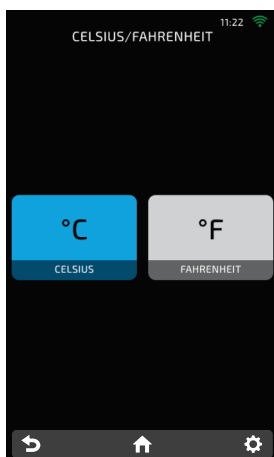 11:22
CELSIUS/FAHRENHEIT
°C
°F
CELSIUS
FAHRENHEIT